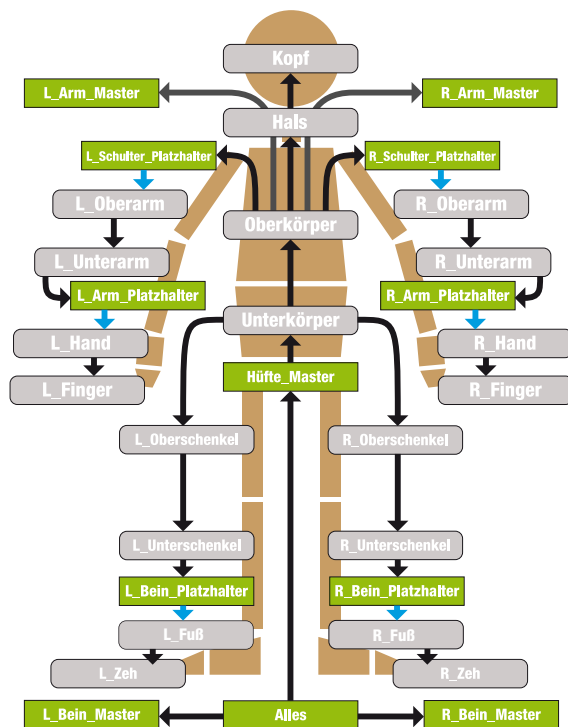 Kopf
L_Arm_Master
R_Arm_Master
Hals
L_Schulter_Platzhalter
R_Schulter_Platzhalter
L_Oberarm
R_Oberarm
Oberkörper
L_Unterarm
R_Unterarm
L_Arm_Platzhalter
R_Arm_Platzhalter
Unterkörper
L_Hand
R_Hand
Hüfte_Master
L_Finger
R_Finger
L_Oberschenkel
R_Oberschenkel
L_Unterschenkel
R_Unterschenkel
L_Bein_Platzhalter
R_Bein_Platzhalter
L_Fuß
R_Fuß
L_Zeh
R_Zeh
L_Bein_Master
Alles
R_Bein_Master